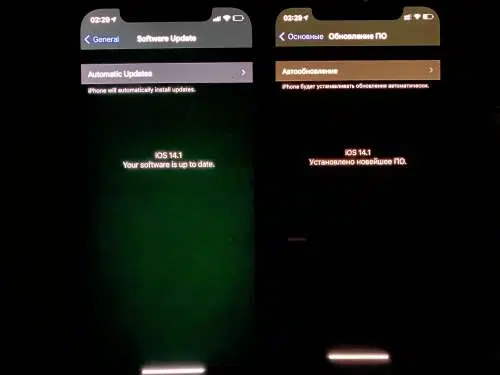 02:29
General
Software Update
Automatic Updates
iPhone will automatically install updates.
iOS 14.1
Your software is up to date.
02:29
Основные
Обновление ПО
Автообновление
iPhone будет устанавливать обновления автоматически.
iOS 14.1
Установлено новейшее ПО.